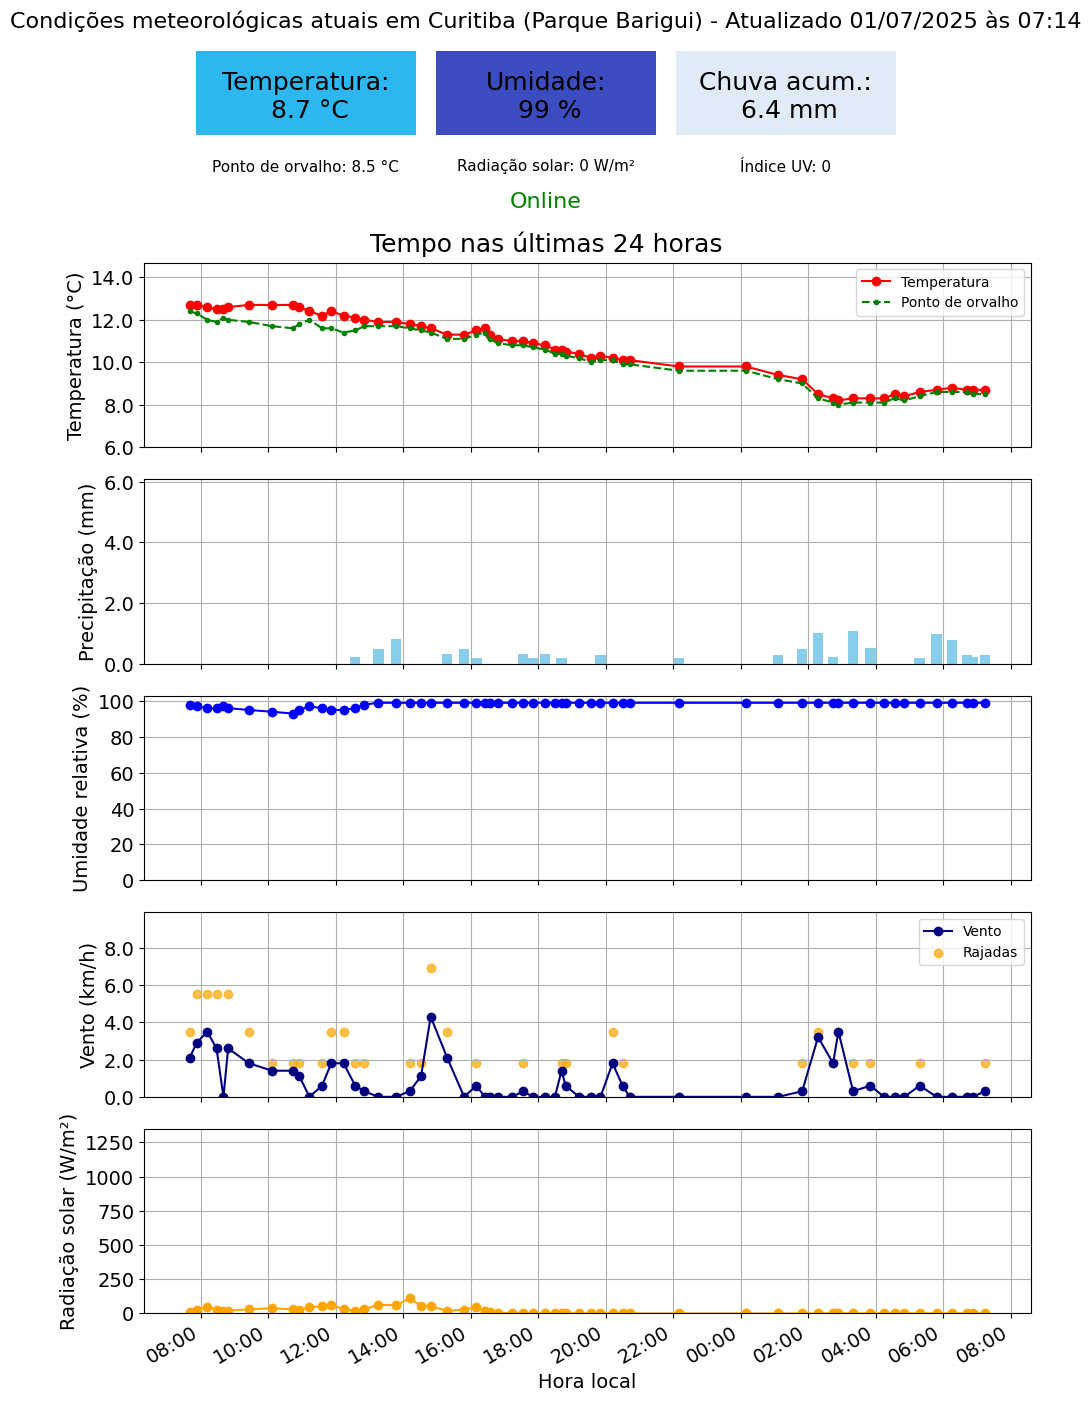 Condições meteorológicas atuais em Curitiba (Parque Barigui) - Atualizado 01/07/2025 às 07:14
Temperatura:
8.7 °C
Umidade:
99 %
Chuva acum.:
6.4 mm
Ponto de orvalho: 8.5 °C
Radiação solar: 0 W/m²
Índice UV: 0
Online
Tempo nas últimas 24 horas
Temperatura (°C)
14.0
12.0
10.0
8.0
6.0
Temperatura
Ponto de orvalho
Precipitação (mm)
6.0
4.0
2.0
0.0
Umidade relativa (%)
100
80
60
40
20
0
Vento (km/h)
8.0
6.0
4.0
2.0
0.0
Vento
Rajadas
Radiação solar (W/m²)
1250
1000
750
500
250
0
08:00
10:00
12:00
14:00
16:00
18:00
20:00
22:00
00:00
02:00
04:00
06:00
08:00
Hora local